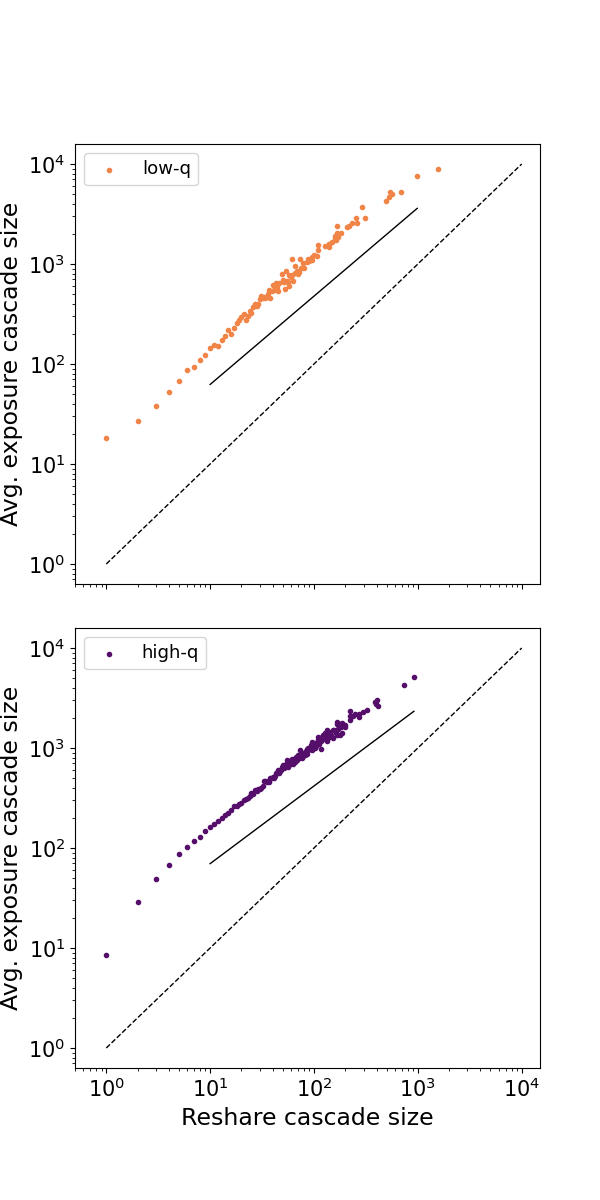 low-q
10⁴
10³
10²
10¹
10⁰
Avg. exposure cascade size
high-q
10⁴
10³
10²
10¹
10⁰
Avg. exposure cascade size
10⁰ 10¹ 10² 10³ 10⁴
Reshare cascade size